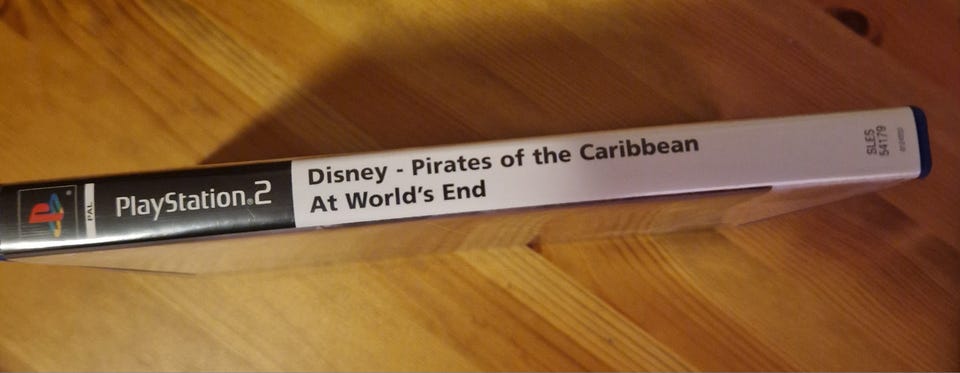 PAL
PlayStation®2
Disney - Pirates of the Caribbean
At World's End
SLES
54179